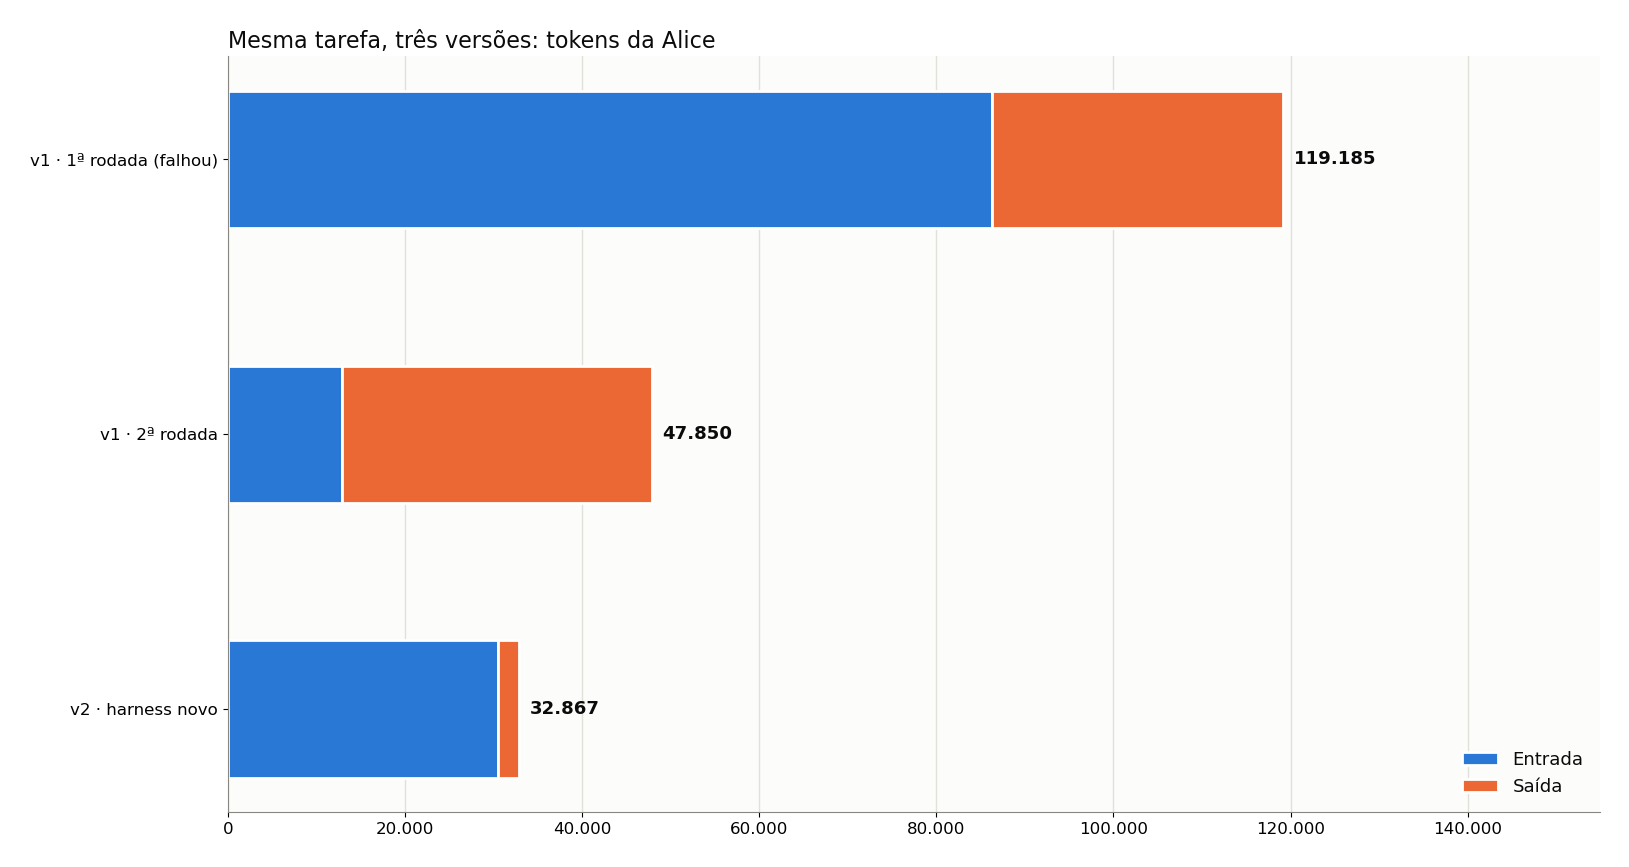 Mesma tarefa, três versões: tokens da Alice
v1 · 1ª rodada (falhou)
119.185
v1 · 2ª rodada
47.850
v2 · harness novo
32.867
Entrada
Saída
0 20.000 40.000 60.000 80.000 100.000 120.000 140.000